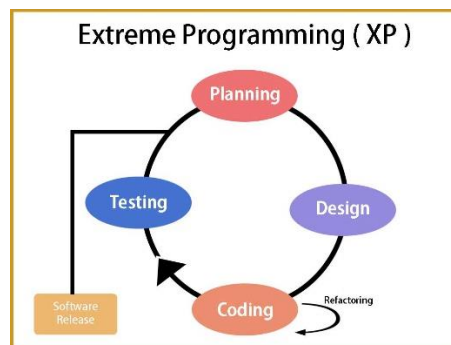 Extreme Programming ( XP )
Planning
Testing
Design
Coding
Refactoring
Software
Release